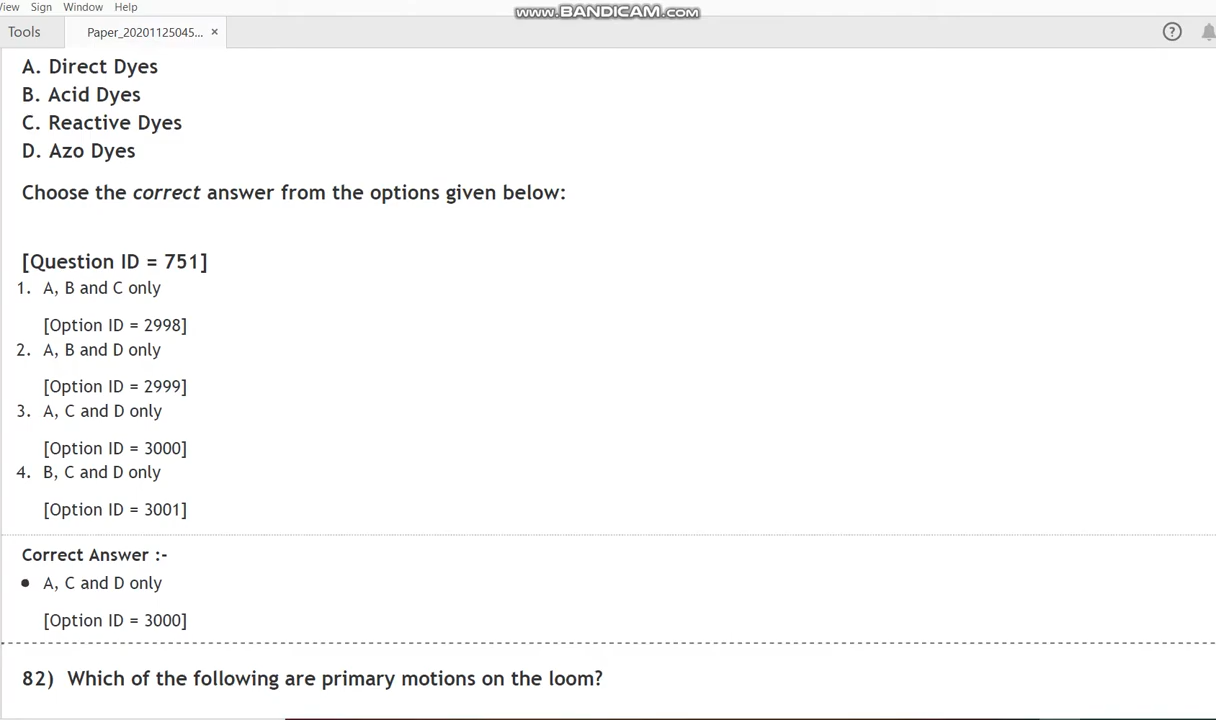 View Sign Window Help
www.BANDICAM.com
Tools Paper_20201125045... ×
A. Direct Dyes
B. Acid Dyes
C. Reactive Dyes
D. Azo Dyes
Choose the correct answer from the options given below:
[Question ID = 751]
1. A, B and C only
[Option ID = 2998]
2. A, B and D only
[Option ID = 2999]
3. A, C and D only
[Option ID = 3000]
4. B, C and D only
[Option ID = 3001]
Correct Answer :-
• A, C and D only
[Option ID = 3000]
82) Which of the following are primary motions on the loom?